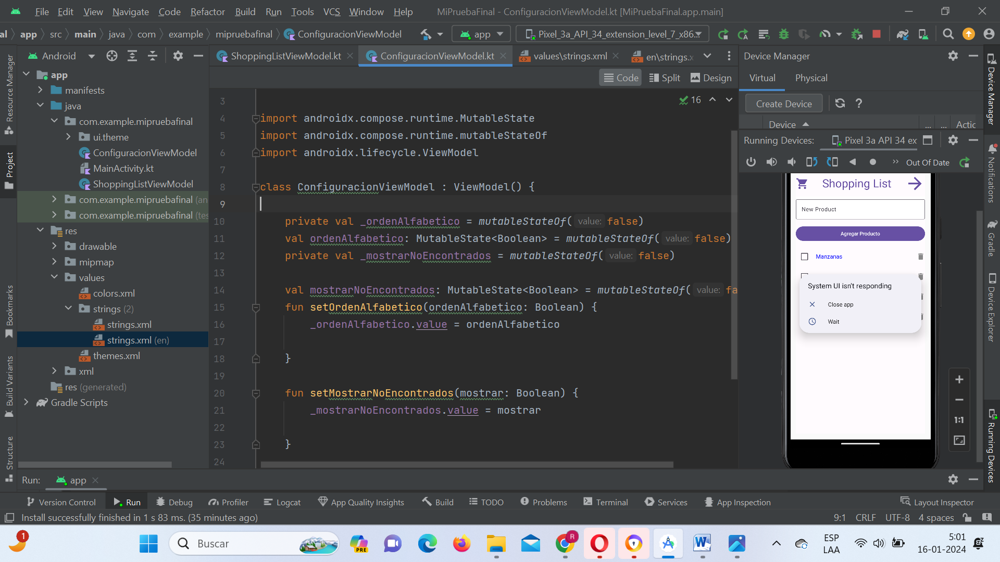 File Edit View Navigate Code Refactor Build Run Tools VCS Window Help MiPruebaFinal - ConfiguracionViewModel.kt [MiPruebaFinal.app.main]
al app src main java com example mipruebafinal ConfiguracionViewModel app Pixel_3a_API_34_extension_level_7_x86...
Android
ShoppingListViewModel.kt ConfiguracionViewModel.kt values\strings.xml en\strings.x
Code Split Design
Resource Manager
Project
Bookmarks
Build Variants
Structure
app
manifests
java
com.example.mipruebafinal
ui.theme
ConfiguracionViewModel
MainActivity.kt
ShoppingListViewModel
com.example.mipruebafinal (an
com.example.mipruebafinal (tes
res
drawable
mipmap
values
colors.xml
strings (2)
strings.xml
strings.xml (en)
themes.xml
xml
res (generated)
Gradle Scripts
16
3
4 import androidx.compose.runtime.MutableState
5 import androidx.compose.runtime.mutableStateOf
6 import androidx.lifecycle.ViewModel
7
8 class ConfiguracionViewModel : ViewModel() {
9
10 private val _ordenAlfabetico = mutableStateOf( value: false)
11 val ordenAlfabetico: MutableState<Boolean> = mutableStateOf( value: false)
12 private val _mostrarNoEncontrados = mutableStateOf( value: false)
13
14 val mostrarNoEncontrados: MutableState<Boolean> = mutableStateOf( value: fa
15 fun setOrdenAlfabetico(ordenAlfabetico: Boolean) {
16 _ordenAlfabetico.value = ordenAlfabetico
17
18 }
19
20 fun setMostrarNoEncontrados(mostrar: Boolean) {
21 _mostrarNoEncontrados.value = mostrar
22
23 }
24
Device Manager
Virtual Physical
Create Device ?
Device ... ... Actic
Running Devices: Pixel 3a API 34 ex
Out Of Date
Shopping List
New Product
Agregar Producto
Manzanas
System UI isn't responding
Close app
Wait
1:1
Device Manager
Notifications
Gradle
Device Explorer
Running Devices
Run: app
Version Control Run Debug Profiler Logcat App Quality Insights Build TODO Problems Terminal Services App Inspection Layout Inspector
Install successfully finished in 1 s 83 ms. (35 minutes ago) 9:1 CRLF UTF-8 4 spaces
1
Buscar
PRE
R
ESP
LAA
5:01
16-01-2024